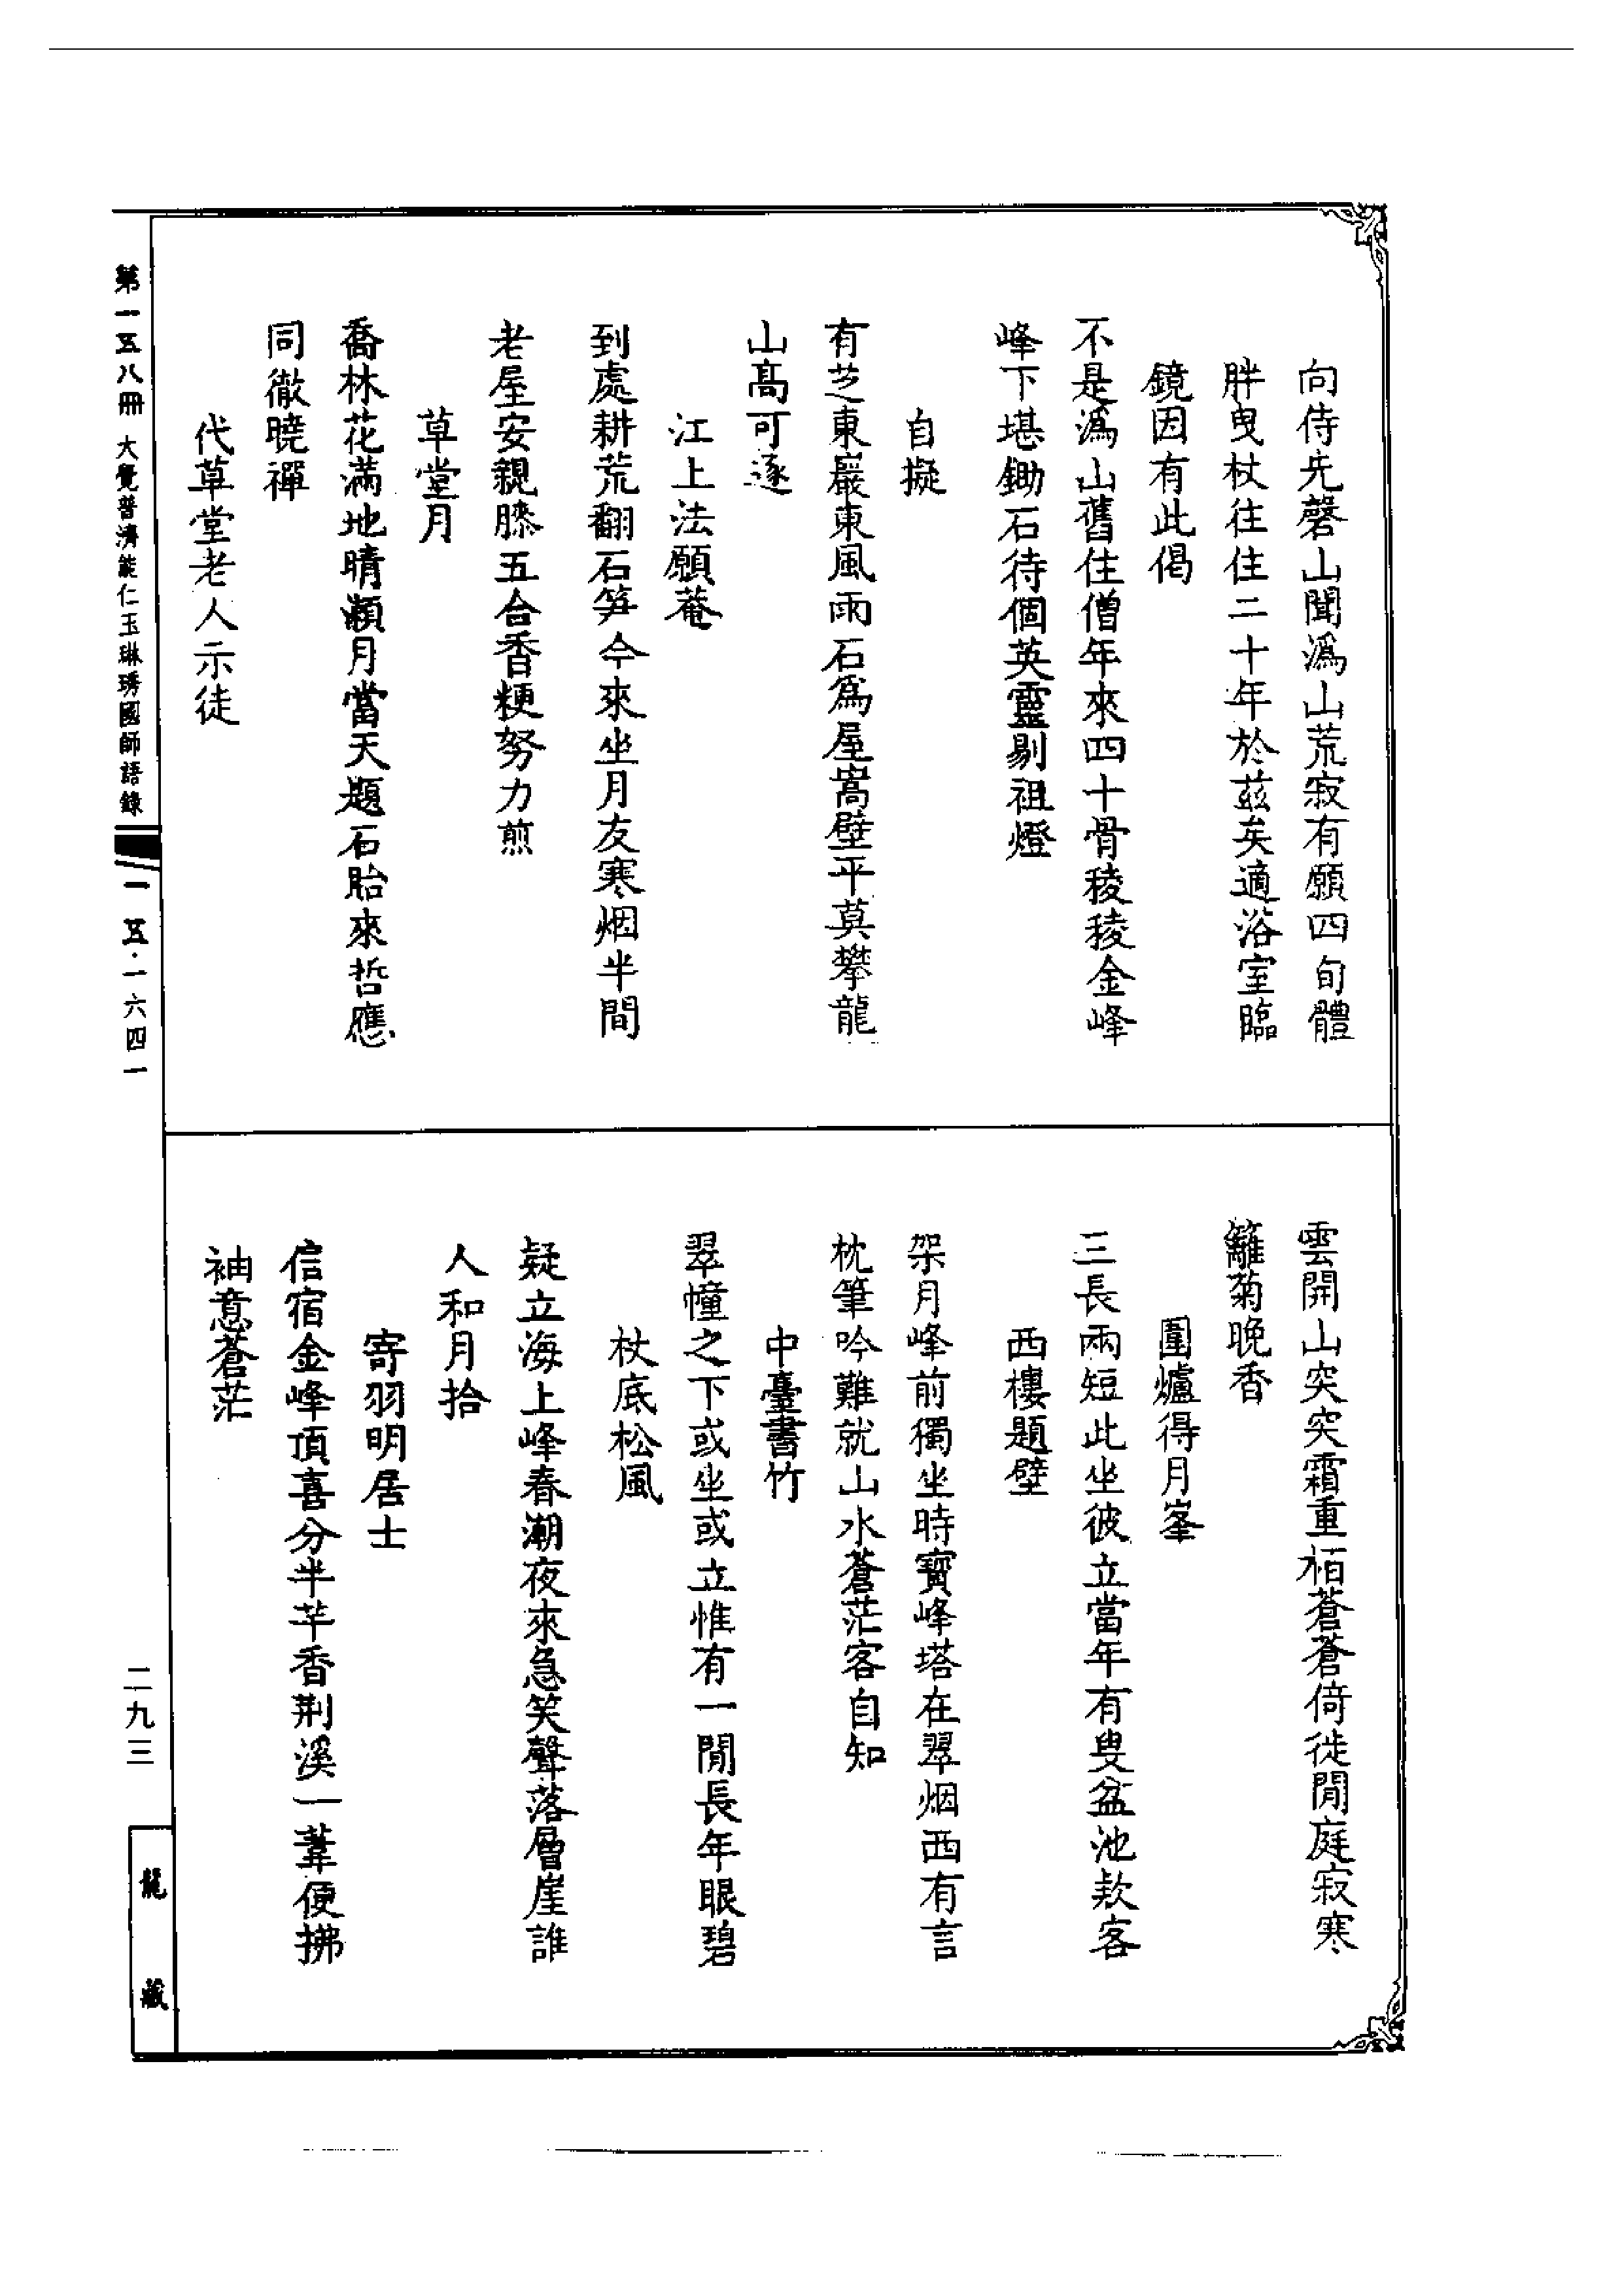 向侍先磬山聞溈山荒寂有願四旬體
胖曳杖往住二十年於茲矣適浴室臨
鏡因有此偈
不是溈山舊住僧年來四十骨稜稜金峰
峰下堪鋤石待個英靈剔祖燈
自擬
有芝東巖東風雨石爲屋嵩壁平莫攀龍
山高可逐
江上法願菴
到處耕荒翻石笋今來坐月友寒烟半間
老屋安親膝五合香粳努力煎
草堂月
喬林花滿地晴瀬月當天題石胎來哲應
同徹曉禪
代草堂老人示徒
雲開山突突霜重栢蒼蒼倚徙閒庭寂寒
籬菊晚香
圍爐得月峯
三長兩短此坐彼立當年有叟盆池欵客
西樓題壁
架月峰前獨坐時寶峰塔在翠烟西有言
枕筆吟難就山水蒼茫客自知
中臺書竹
翠幢之下或坐或立惟有一閒長年眼碧
杖底松風
疑立海上峰春潮夜來急笑聲落層崖誰
人和月拾
寄羽明居士
信宿金峰頂喜分半芋香荆溪一葦便拂
袖意蒼茫
第一五八冊 大覺普濟能仁玉琳琇國師語錄
一五·一六四一
二九三
龍藏